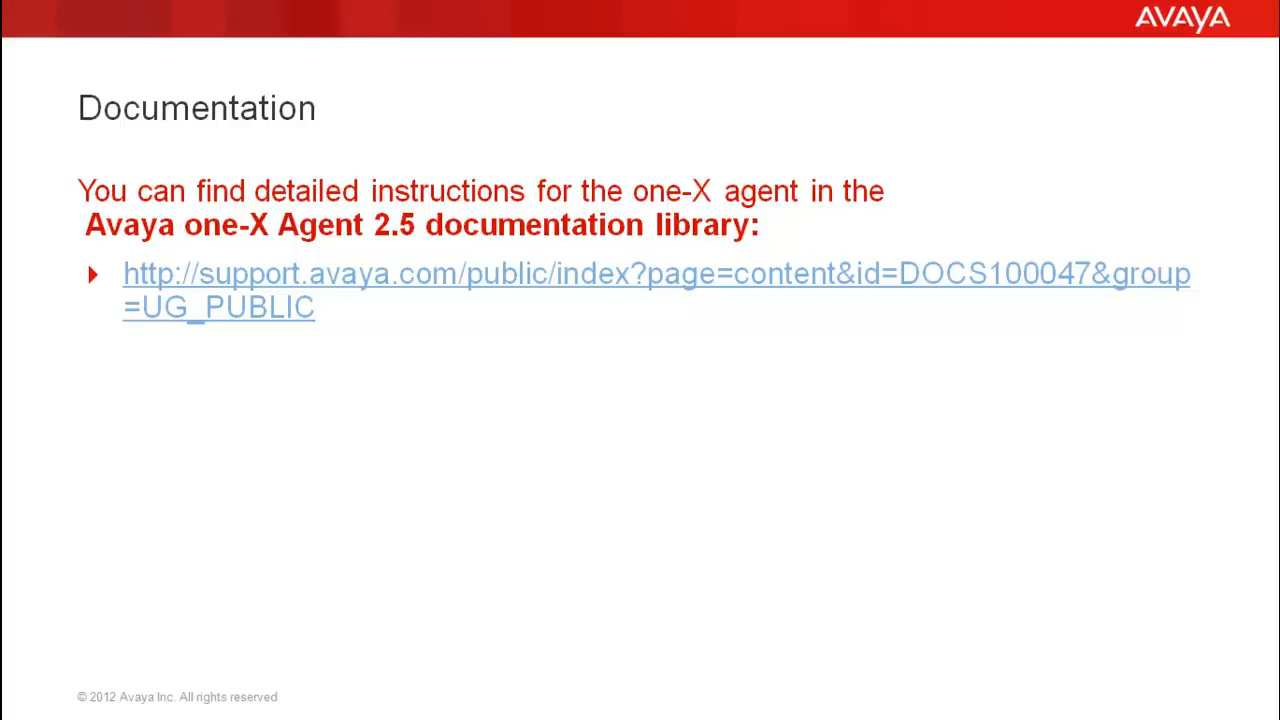 AVAYA
Documentation
You can find detailed instructions for the one-X agent in the
Avaya one-X Agent 2.5 documentation library:
http://support.avaya.com/public/index?page=content&id=DOCS100047&group
=UG_PUBLIC
© 2012 Avaya Inc. All rights reserved.